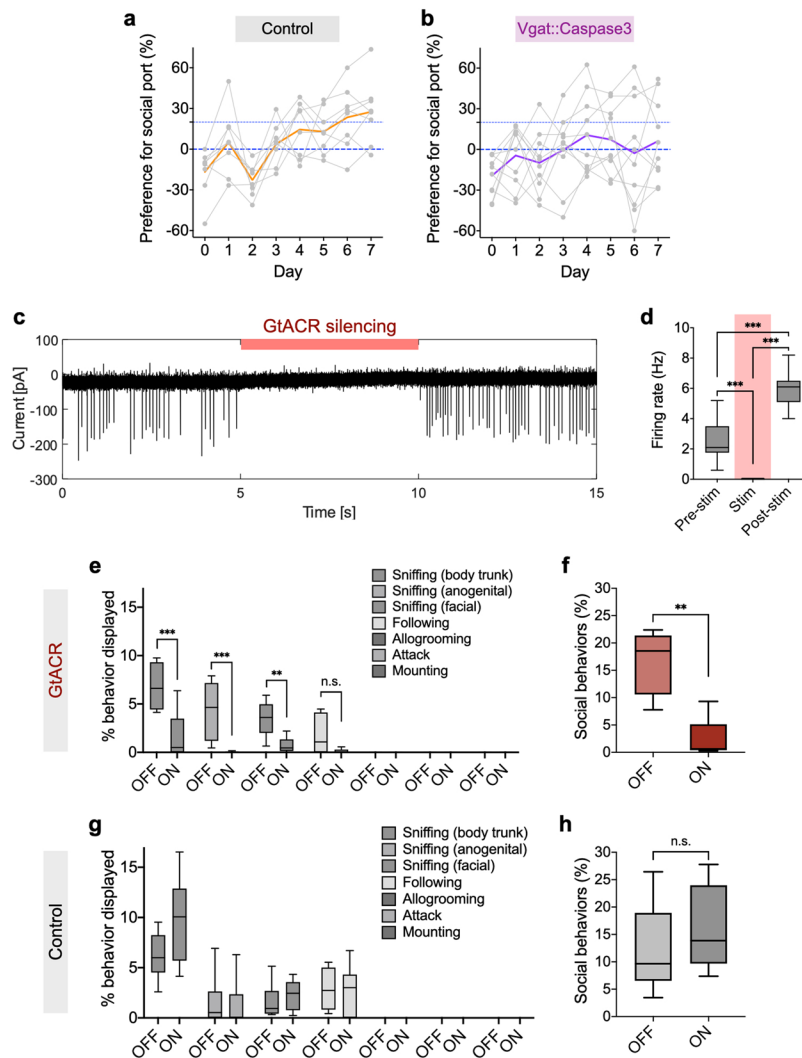 a
Control
Preference for social port (%)
60
30
0
-30
-60
0 1 2 3 4 5 6 7
Day
b
Vgat::Caspase3
Preference for social port (%)
60
30
0
-30
-60
0 1 2 3 4 5 6 7
Day
c
GtACR silencing
Current [pA]
100
0
-100
-200
-300
0 5 10 15
Time [s]
d
Firing rate (Hz)
10
8
6
4
2
0
***
***
***
Pre-stim Stim Post-stim
GtACR
e
% behavior displayed
15
10
5
0
*** *** ** n.s.
Sniffing (body trunk)
Sniffing (anogenital)
Sniffing (facial)
Following
Allogrooming
Attack
Mounting
OFF ON OFF ON OFF ON OFF ON OFF ON OFF ON OFF ON
f
Social behaviors (%)
30
25
20
15
10
5
0
**
OFF ON
Control
g
% behavior displayed
15
10
5
0
Sniffing (body trunk)
Sniffing (anogenital)
Sniffing (facial)
Following
Allogrooming
Attack
Mounting
OFF ON OFF ON OFF ON OFF ON OFF ON OFF ON OFF ON
h
Social behaviors (%)
30
25
20
15
10
5
0
n.s.
OFF ON